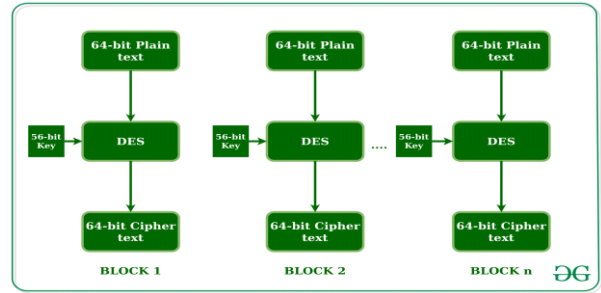 64-bit Plain
text
64-bit Plain
text
64-bit Plain
text
56-bit
Key
DES
56-bit
Key
DES
....
56-bit
Key
DES
64-bit Cipher
text
64-bit Cipher
text
64-bit Cipher
text
BLOCK 1
BLOCK 2
BLOCK n